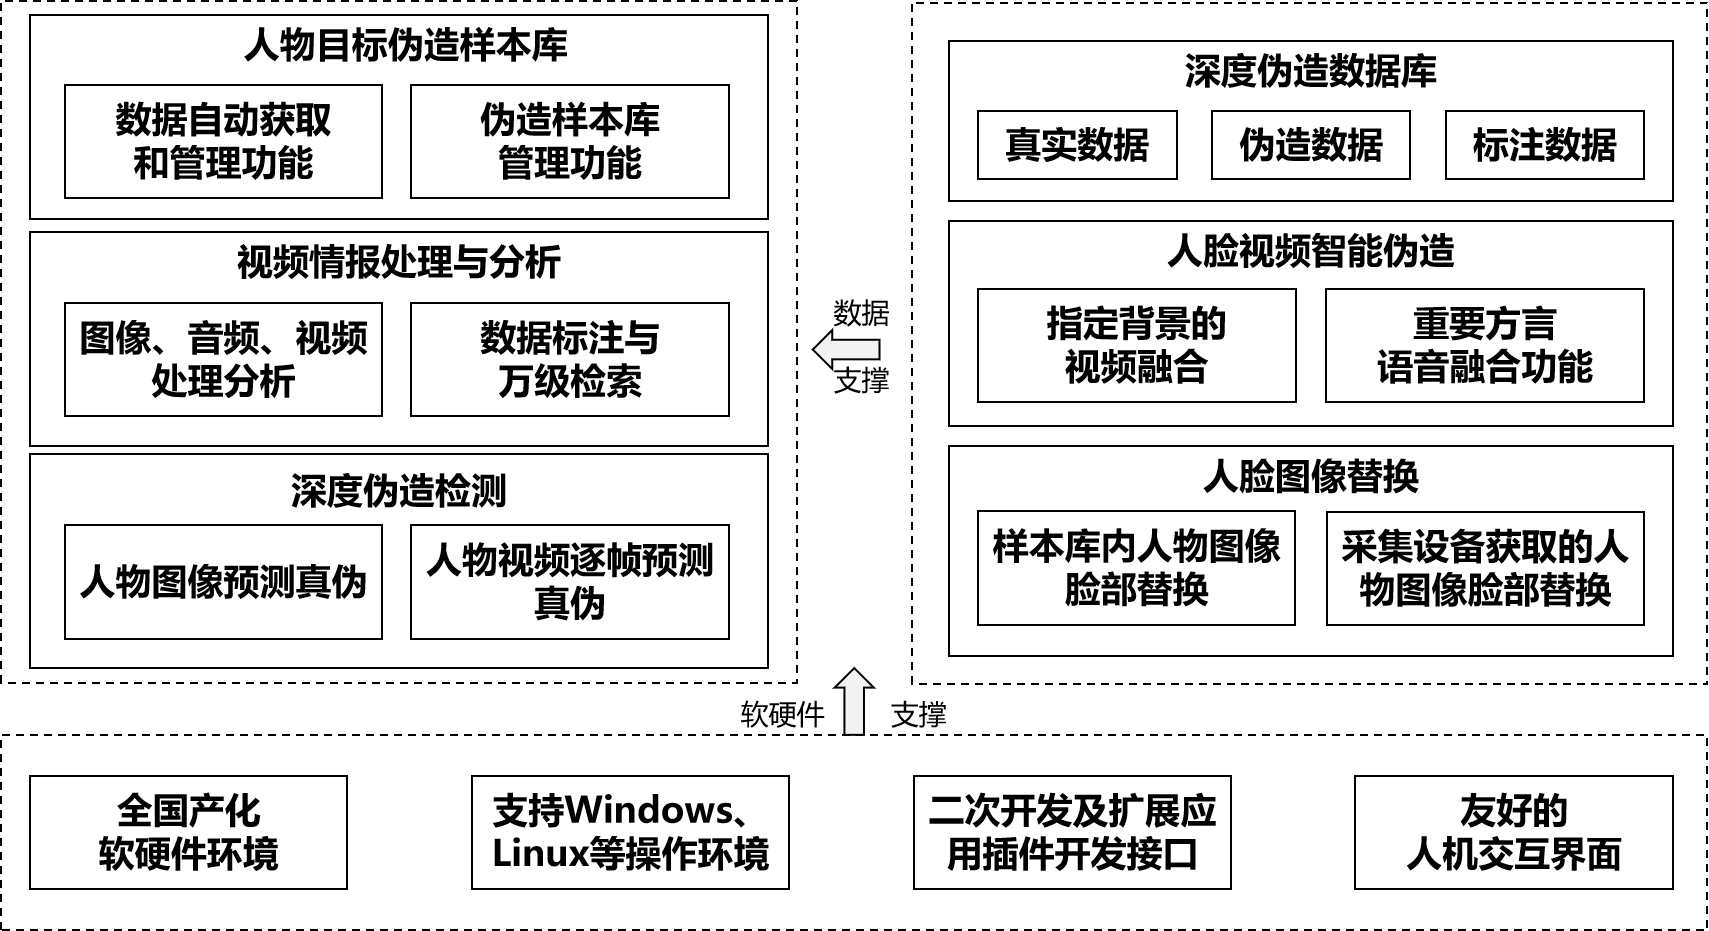 人物目标伪造样本库
数据自动获取
和管理功能
伪造样本库
管理功能
视频情报处理与分析
图像、音频、视频
处理分析
数据标注与
万级检索
深度伪造检测
人物图像预测真伪
人物视频逐帧预测
真伪
数据
支撑
深度伪造数据库
真实数据
伪造数据
标注数据
人脸视频智能伪造
指定背景的
视频融合
重要方言
语音融合功能
人脸图像替换
样本库内人物图像
脸部替换
采集设备获取的人
物图像脸部替换
软硬件
支撑
全国产化
软硬件环境
支持Windows、
Linux等操作环境
二次开发及扩展应
用插件开发接口
友好的
人机交互界面